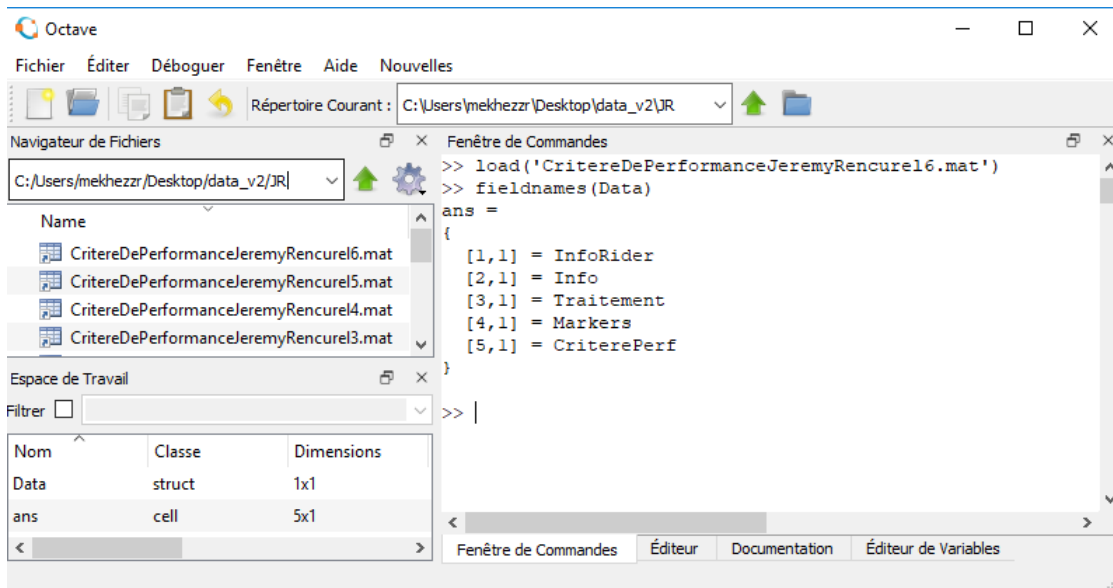 Octave
Fichier Éditer Déboguer Fenêtre Aide Nouvelles
Répertoire Courant : C:\Users\mekhezzr\Desktop\data_v2\JR
Navigateur de Fichiers
C:/Users/mekhezzr/Desktop/data_v2/JR
Name
CritereDePerformanceJeremyRencurel6.mat
CritereDePerformanceJeremyRencurel5.mat
CritereDePerformanceJeremyRencurel4.mat
CritereDePerformanceJeremyRencurel3.mat
Espace de Travail
Filtrer
Nom Classe Dimensions
Data struct 1x1
ans cell 5x1
Fenêtre de Commandes
>> load('CritereDePerformanceJeremyRencurel6.mat')
>> fieldnames(Data)
ans =
{
[1,1] = InfoRider
[2,1] = Info
[3,1] = Traitement
[4,1] = Markers
[5,1] = CriterePerf
}
>>
Fenêtre de Commandes Éditeur Documentation Éditeur de Variables